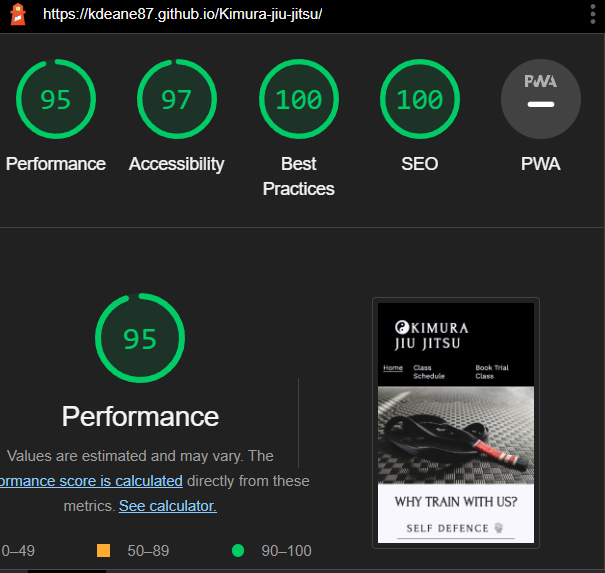 https://kdeane87.github.io/Kimura-jiu-jitsu/
95 97 100 100 PWA
Performance Accessibility Best Practices SEO PWA
95
Performance
Values are estimated and may vary. The
ormance score is calculated directly from these
metrics. See calculator.
0–49 50–89 90–100
KIMURA
JIU JITSU
Home Class Schedule Book Trial Class
WHY TRAIN WITH US?
SELF DEFENCE